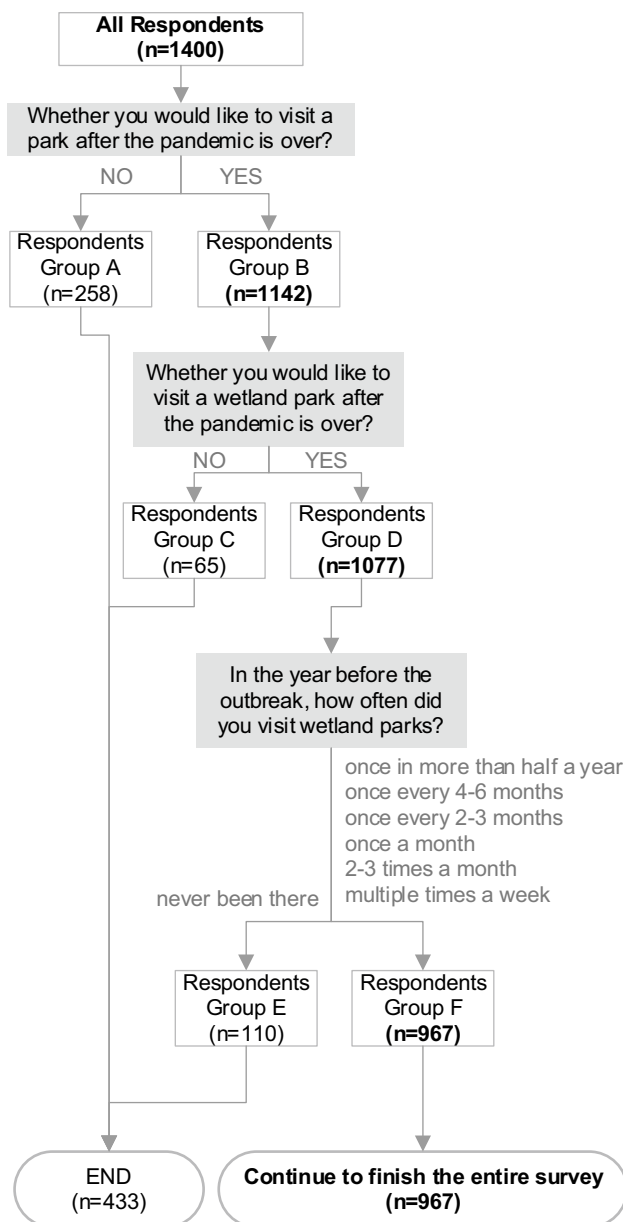 All Respondents
(n=1400)
Whether you would like to visit a
park after the pandemic is over?
NO
YES
Respondents
Group A
(n=258)
Respondents
Group B
(n=1142)
Whether you would like to
visit a wetland park after
the pandemic is over?
NO
YES
Respondents
Group C
(n=65)
Respondents
Group D
(n=1077)
In the year before the
outbreak, how often did
you visit wetland parks?
never been there
once in more than half a year
once every 4-6 months
once every 2-3 months
once a month
2-3 times a month
multiple times a week
Respondents
Group E
(n=110)
Respondents
Group F
(n=967)
END
(n=433)
Continue to finish the entire survey
(n=967)